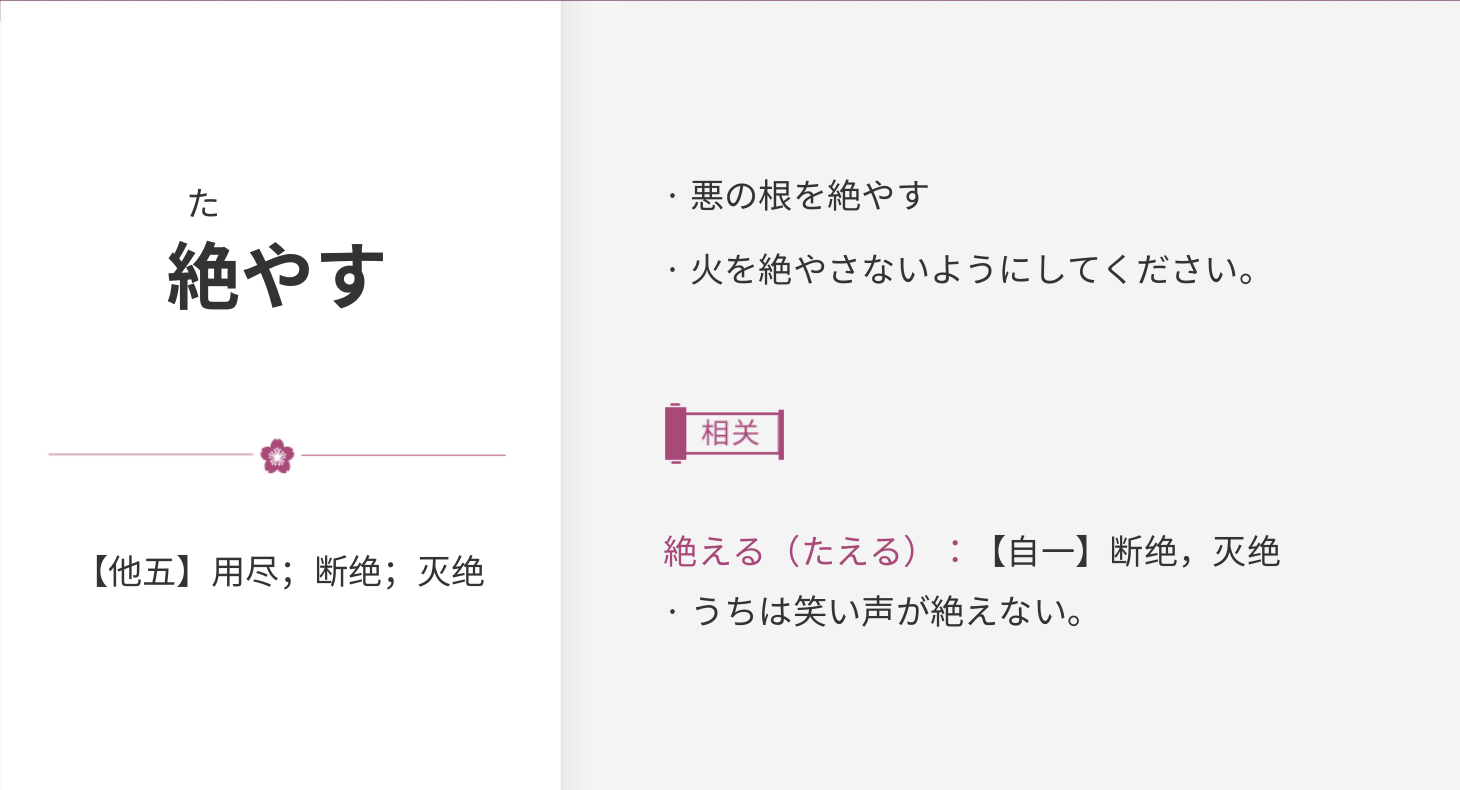 た
絶やす
【他五】用尽；断绝；灭绝
· 悪の根を絶やす
· 火を絶やさないようにしてください。
相关
絶える（たえる）：【自一】断绝，灭绝
· うちは笑い声が絶えない。